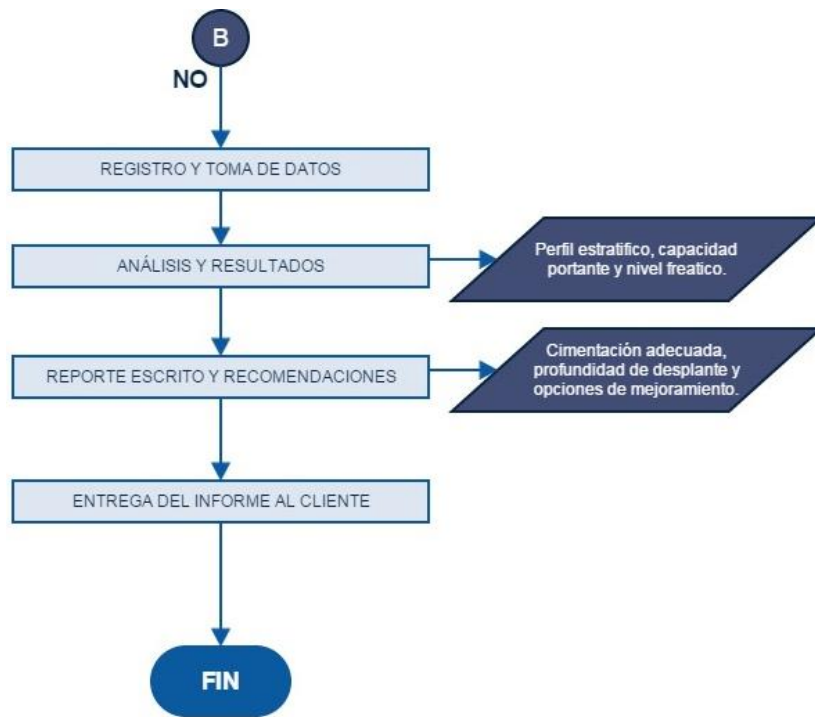 B
NO
REGISTRO Y TOMA DE DATOS
ANÁLISIS Y RESULTADOS
Perfil estratifico, capacidad
portante y nivel freatico.
REPORTE ESCRITO Y RECOMENDACIONES
Cimentación adecuada,
profundidad de desplante y
opciones de mejoramiento.
ENTREGA DEL INFORME AL CLIENTE
FIN